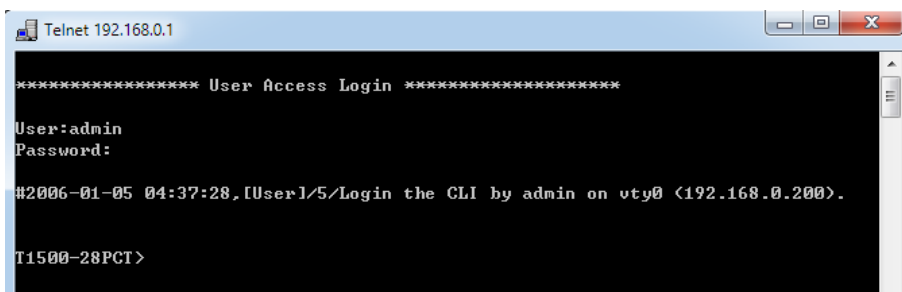 Telnet 192.168.0.1
***************** User Access Login ********************
User:admin
Password:
#2006-01-05 04:37:28,[User]/5/Login the CLI by admin on vty0 (192.168.0.200).
T1500-28PCT>